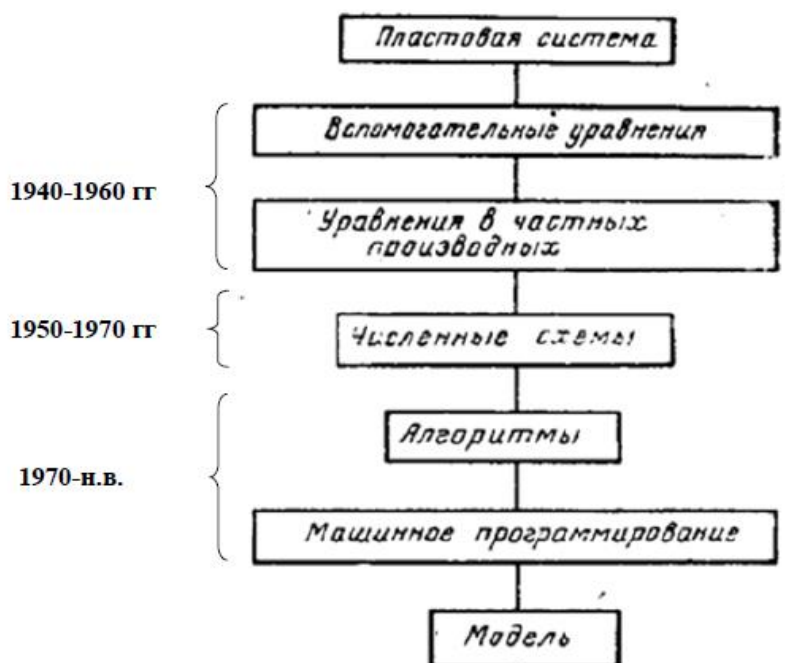 Пластовая система
Вспомогательные уравнения
1940-1960 гг
Уравнения в частных
производных
1950-1970 гг
Численные схемы
Алгоритмы
1970-н.в.
Машинное программирование
Модель